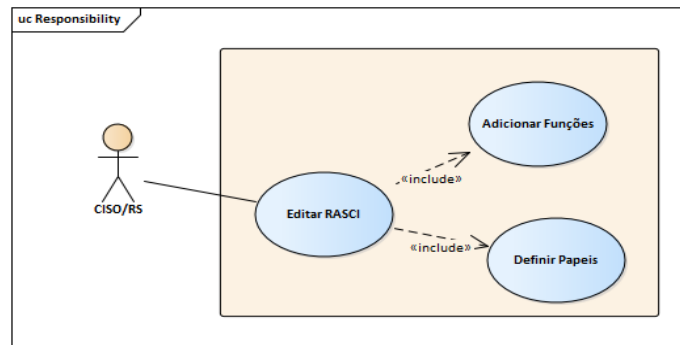 uc Responsibility
Adicionar Funções
«include»
CISO/RS
Editar RASCI
«include»
Definir Papeis